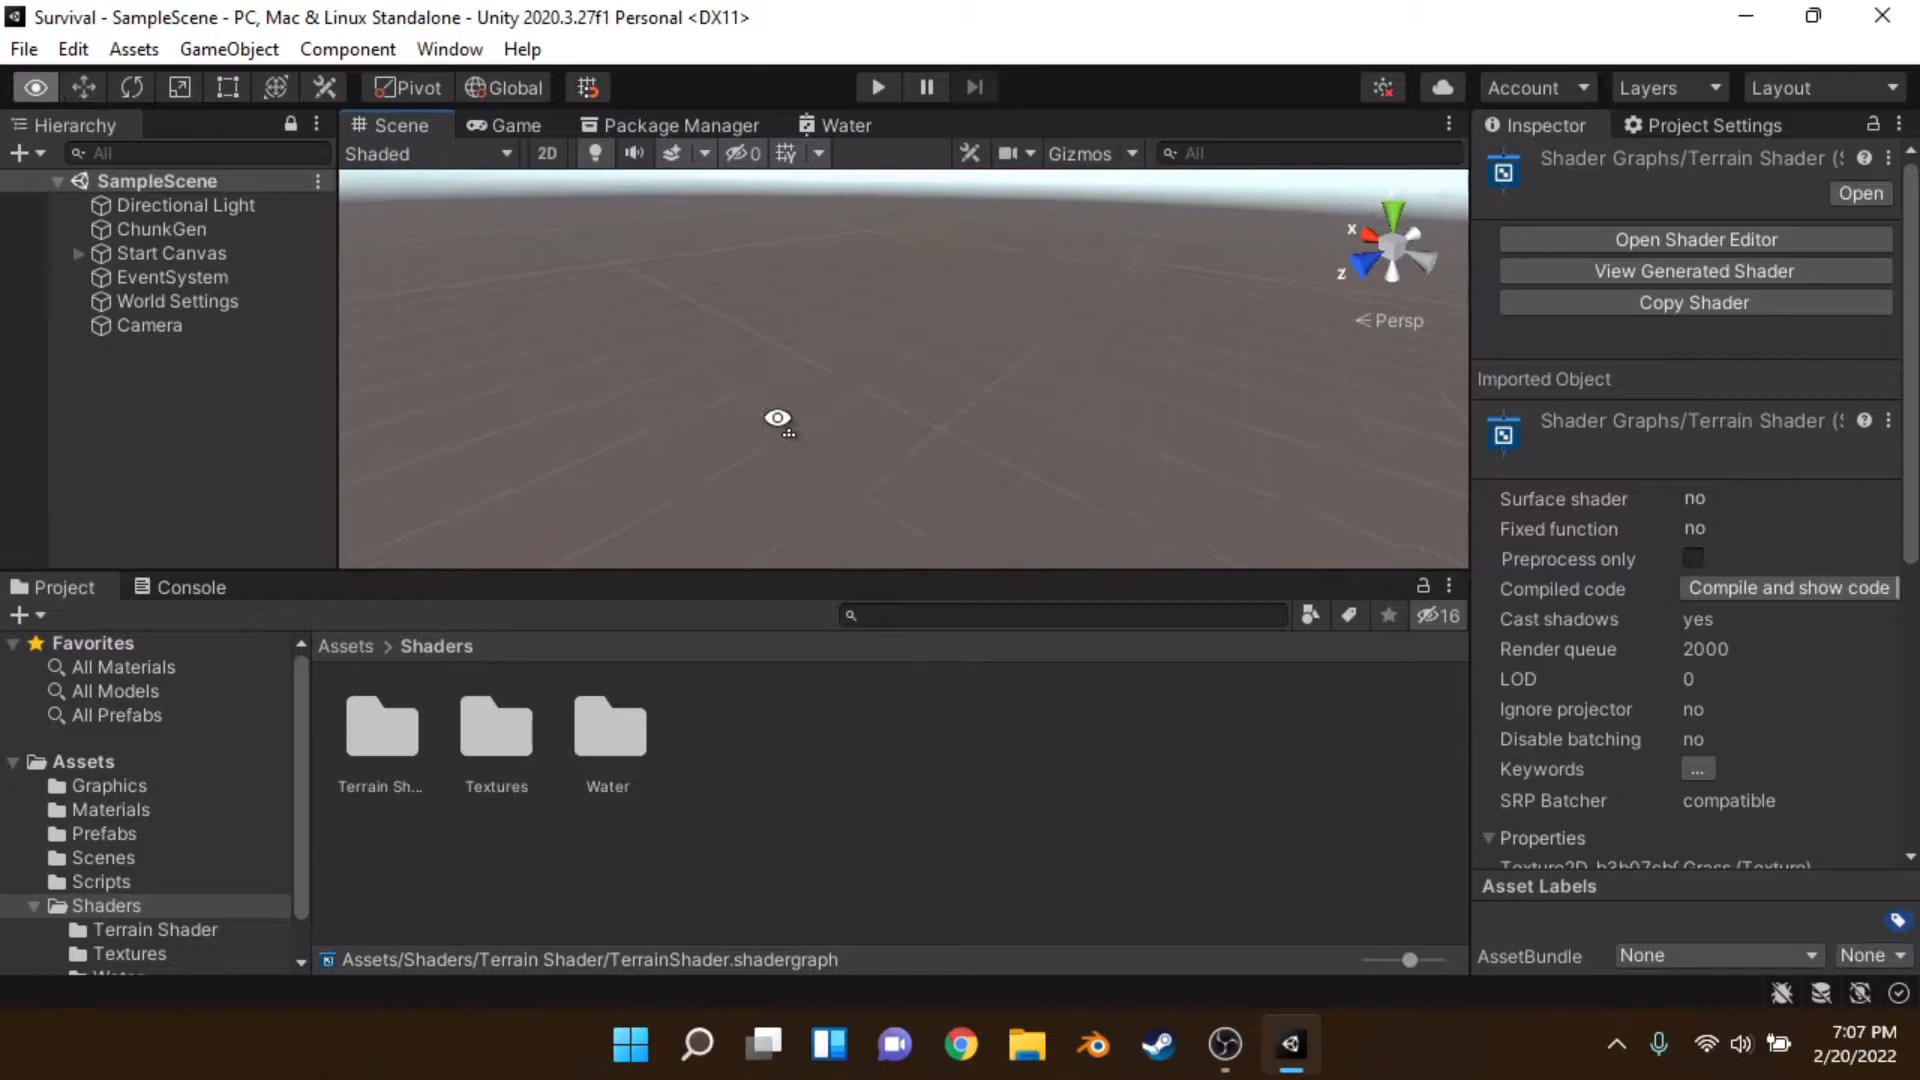 Survival - SampleScene - PC, Mac & Linux Standalone - Unity 2020.3.27f1 Personal <DX11>
File Edit Assets GameObject Component Window Help
Pivot Global Account Layers Layout
Hierarchy
All
SampleScene
Directional Light
ChunkGen
Start Canvas
EventSystem
World Settings
Camera
Scene Game Package Manager Water
Shaded 2D 0 Gizmos All
X
Z
Persp
Inspector Project Settings
Shader Graphs/Terrain Shader (
Open
Open Shader Editor
View Generated Shader
Copy Shader
Imported Object
Shader Graphs/Terrain Shader (
Surface shader no
Fixed function no
Preprocess only
Compiled code Compile and show code
Cast shadows yes
Render queue 2000
LOD 0
Ignore projector no
Disable batching no
Keywords ...
SRP Batcher compatible
Properties
Grass (Texture)
Asset Labels
AssetBundle None None
Project Console
16
Favorites
All Materials
All Models
All Prefabs
Assets
Graphics
Materials
Prefabs
Scenes
Scripts
Shaders
Terrain Shader
Textures
Water
Assets > Shaders
Terrain Sh...
Textures
Water
Assets/Shaders/Terrain Shader/TerrainShader.shadergraph
7:07 PM
2/20/2022